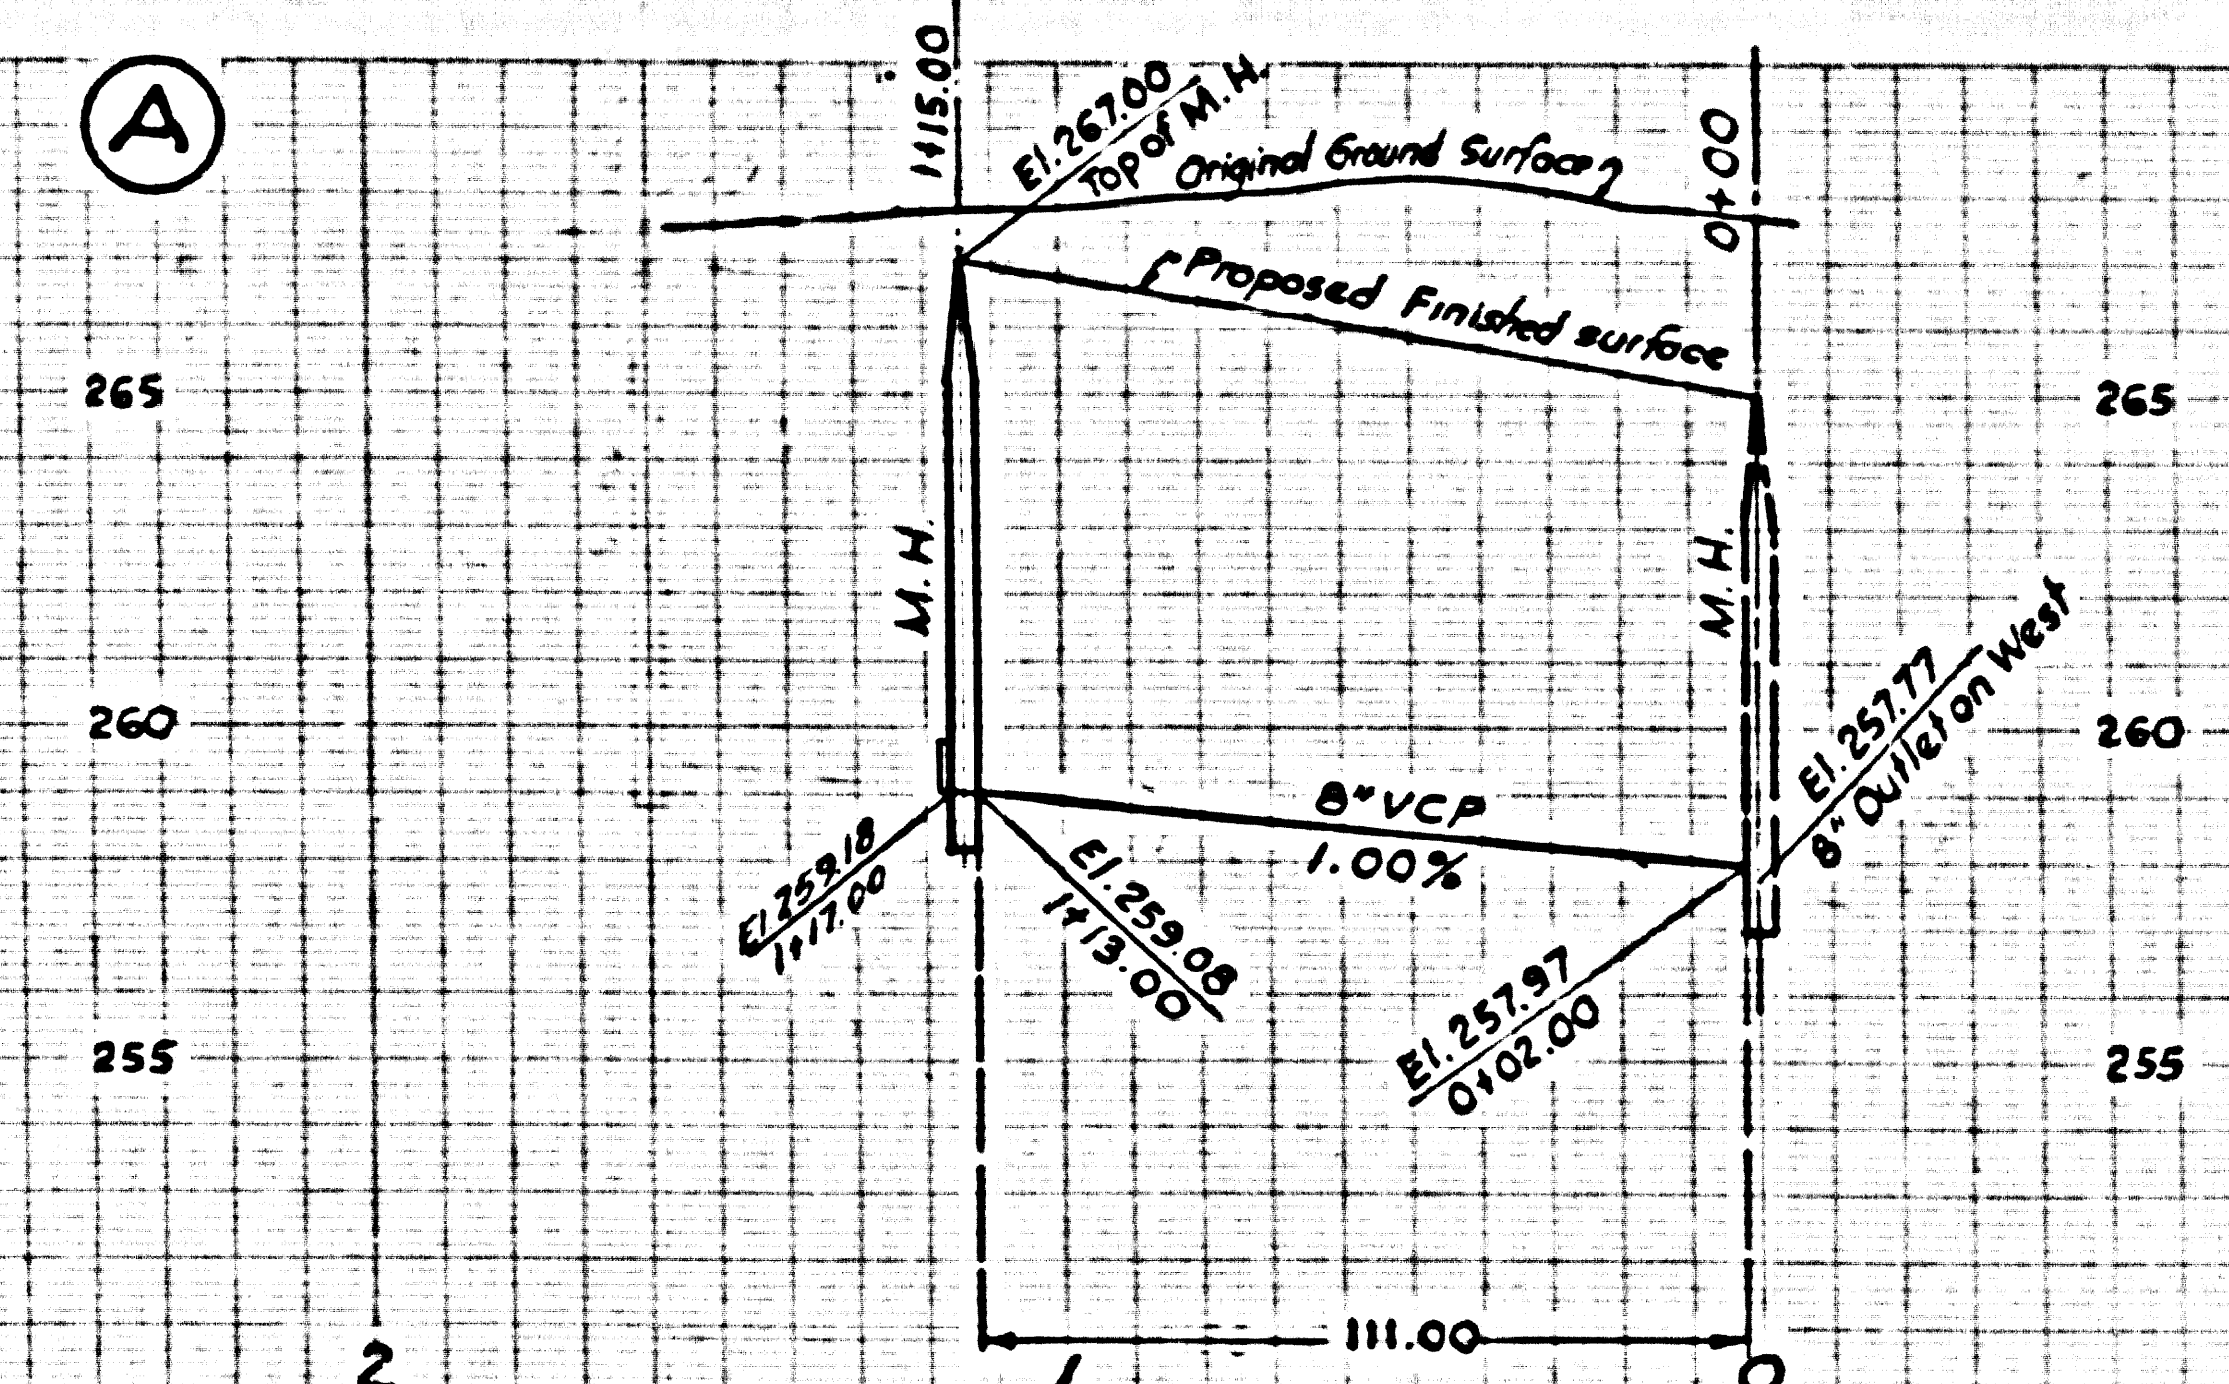 A
1+15.00
El. 267.00
Top of M.H.
Original Ground Surface
0+00
Proposed Finished surface
265
265
M.H.
M.H.
260
260
El. 257.77
8" Outlet on West
8" VCP
1.00%
El. 259.18
1+17.00
El. 259.08
1+13.00
El. 257.97
0+02.00
255
255
111.00
2
1
0